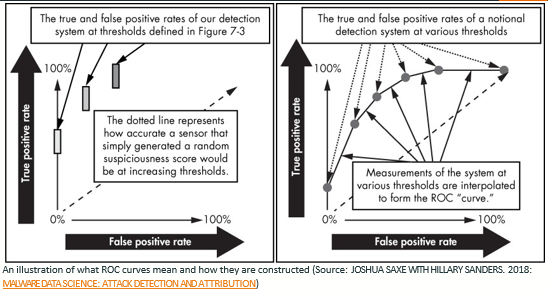 The true and false positive rates of our detection
system at thresholds defined in Figure 7-3
100%
True positive rate
The dotted line represents
how accurate a sensor that
simply generated a random
suspiciousness score would
be at increasing thresholds.
0%
100%
False positive rate
The true and false positive rates of a notional
detection system at various thresholds
100%
True positive rate
Measurements of the system
at various thresholds are interpolated
to form the ROC “curve.”
0%
100%
False positive rate
An illustration of what ROC curves mean and how they are constructed (Source: JOSHUA SAXE WITH HILLARY SANDERS. 2018:
MALWARE DATA SCIENCE: ATTACK DETECTION AND ATTRIBUTION)